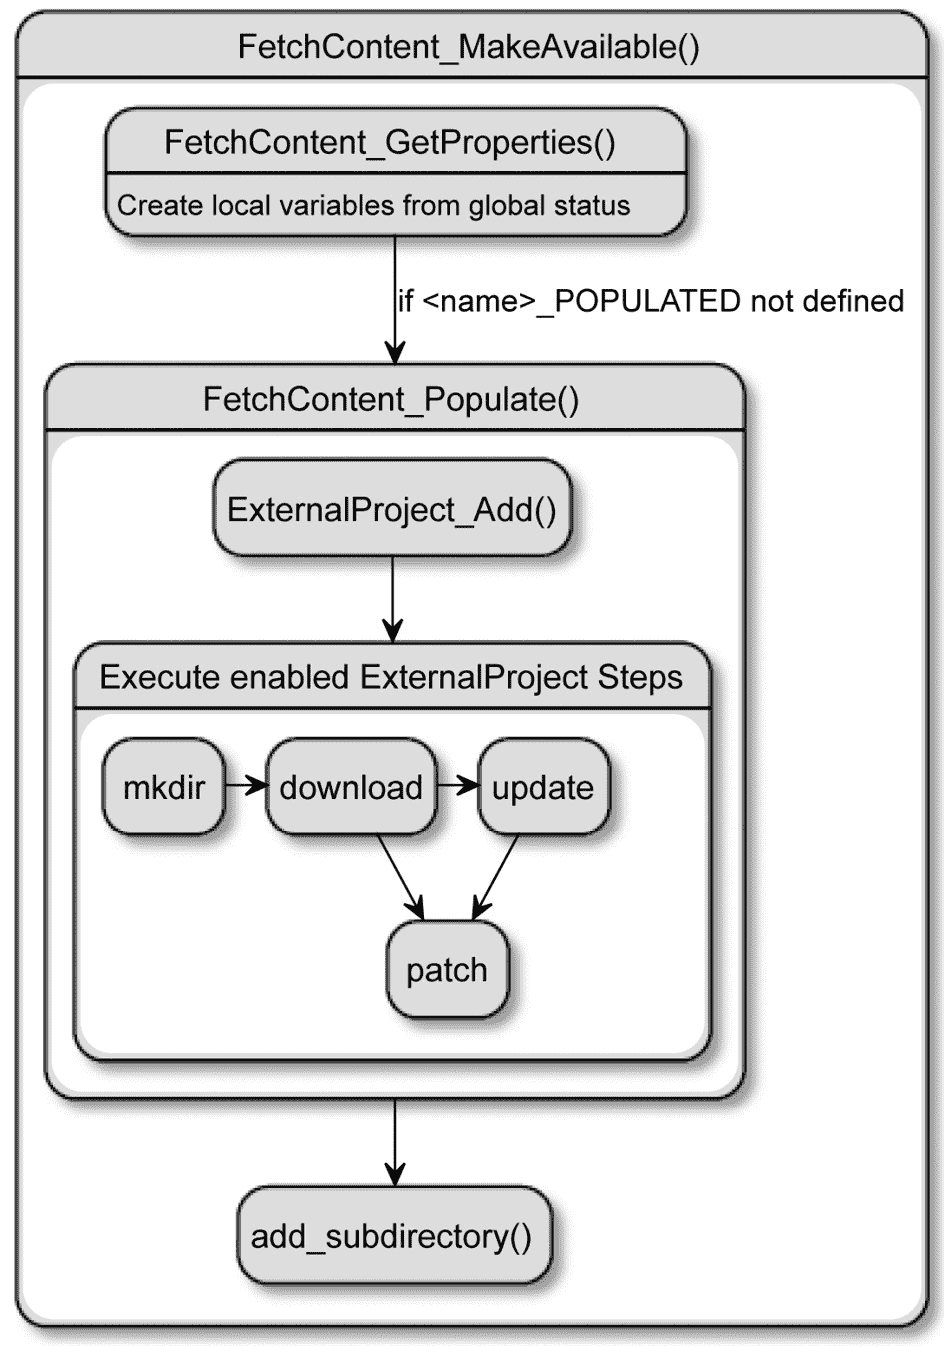 FetchContent_MakeAvailable()
FetchContent_GetProperties()
Create local variables from global status
if <name>_POPULATED not defined
FetchContent_Populate()
ExternalProject_Add()
Execute enabled ExternalProject Steps
mkdir
download
update
patch
add_subdirectory()